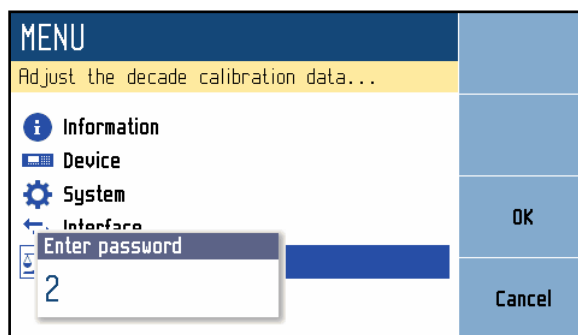 MENU
Adjust the decade calibration data...
Information
Device
System
Interface
Enter password
2
OK
Cancel